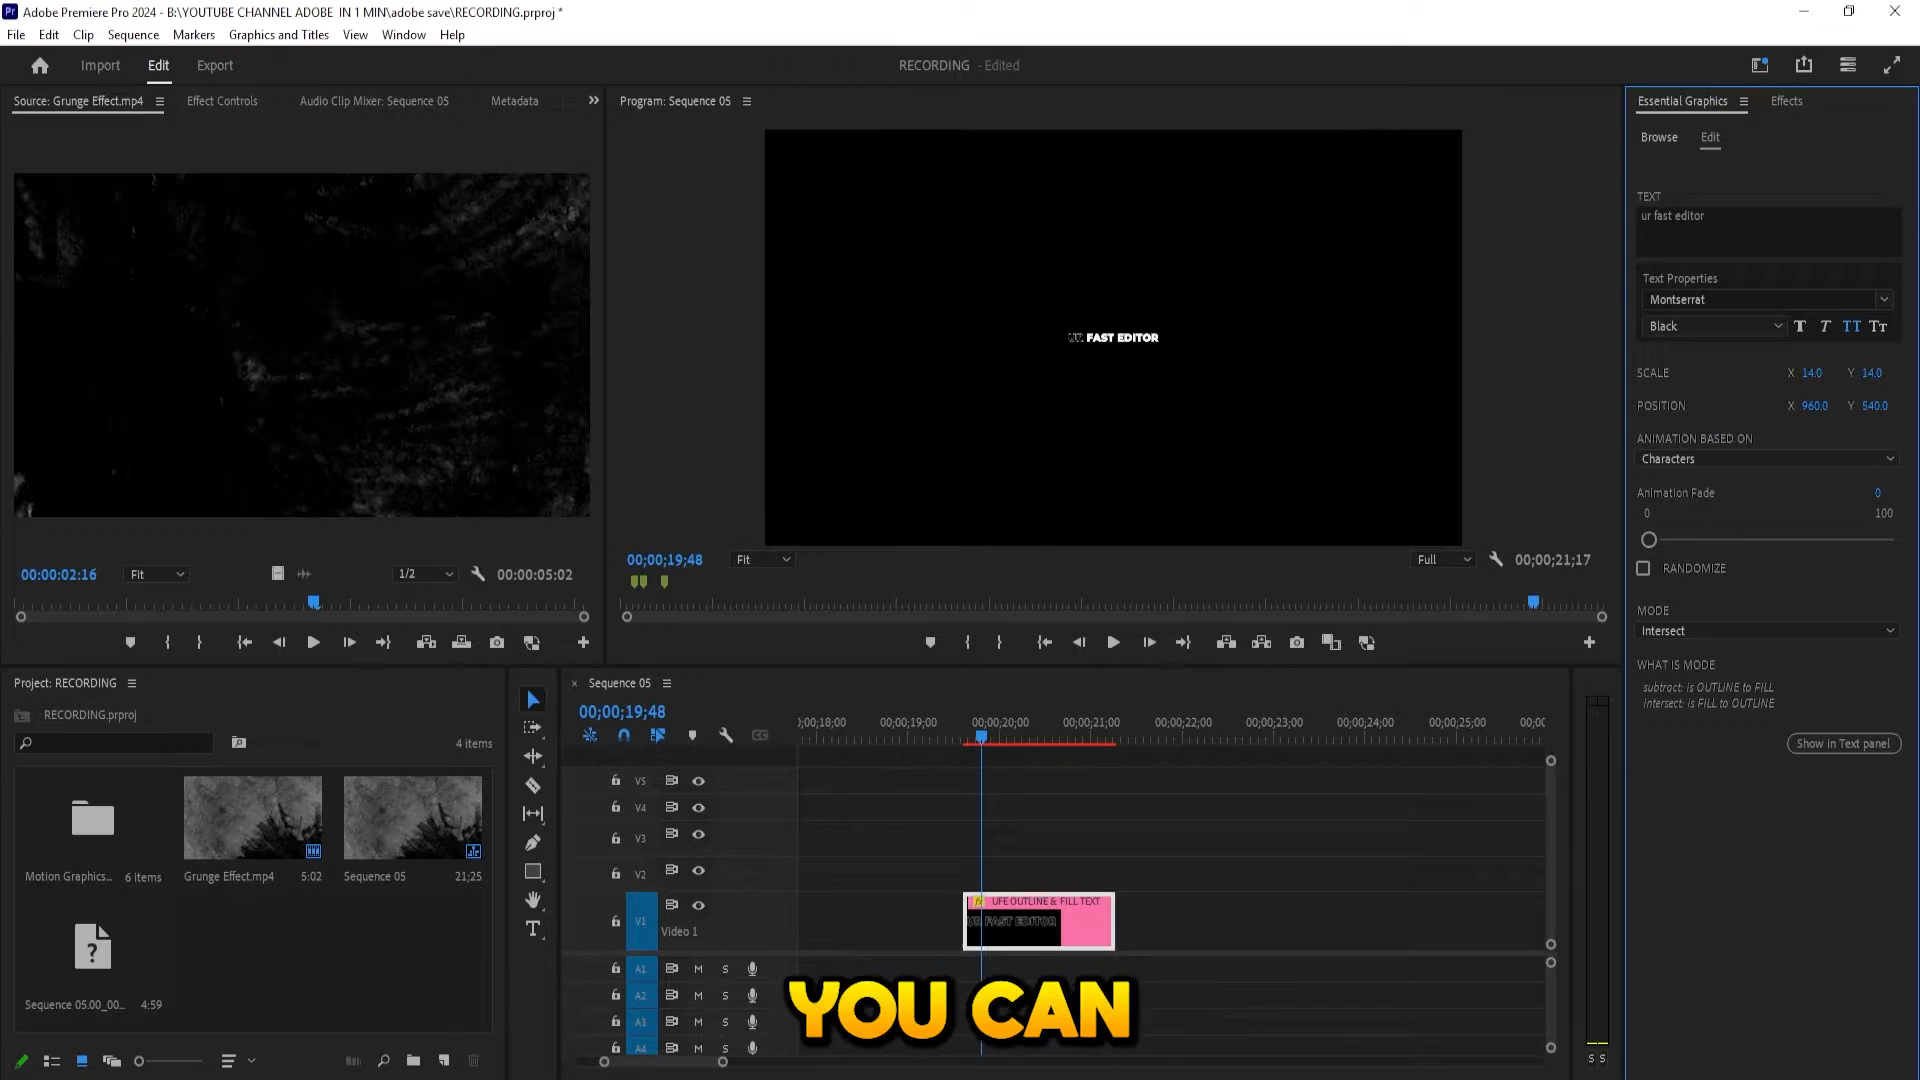 Adobe Premiere Pro 2024 - B:\YOUTUBE CHANNEL ADOBE  IN 1 MIN\adobe save\RECORDING.prproj *
File Edit Clip Sequence Markers Graphics and Titles View Window Help
Import Edit Export
RECORDING - Edited
Source: Grunge Effect.mp4 Effect Controls Audio Clip Mixer: Sequence 05 Metadata
Program: Sequence 05
Essential Graphics Effects
Browse Edit
TEXT
ur fast editor
Text Properties
Montserrat
Black T T TT Tт
UR FAST EDITOR
SCALE X 14.0 Y 14.0
POSITION X 960.0 Y 540.0
ANIMATION BASED ON
Characters
Animation Fade 0
0 100
RANDOMIZE
MODE
Intersect
WHAT IS MODE
subtract: is OUTLINE to FILL
intersect: is FILL to OUTLINE
Show in Text panel
00:00:02:16 Fit 1/2 00:00:05:02
00;00;19;48 Fit Full 00;00;21;17
Project: RECORDING
RECORDING.prproj
4 items
Motion Graphics... 6 items
Grunge Effect.mp4 5:02
Sequence 05 21;25
Sequence 05.00_00... 4:59
Sequence 05
00;00;19;48
;00;18;00 00;00;19;00 00;00;20;00 00;00;21;00 00;00;22;00 00;00;23;00 00;00;24;00 00;00;25;00 00;0
V5
V4
V3
V2
V1 Video 1
fx UFE OUTLINE & FILL TEXT
UR FAST EDITOR
A1 M S
A2 M S
A3 M S
A4 M S
S S
YOU CAN